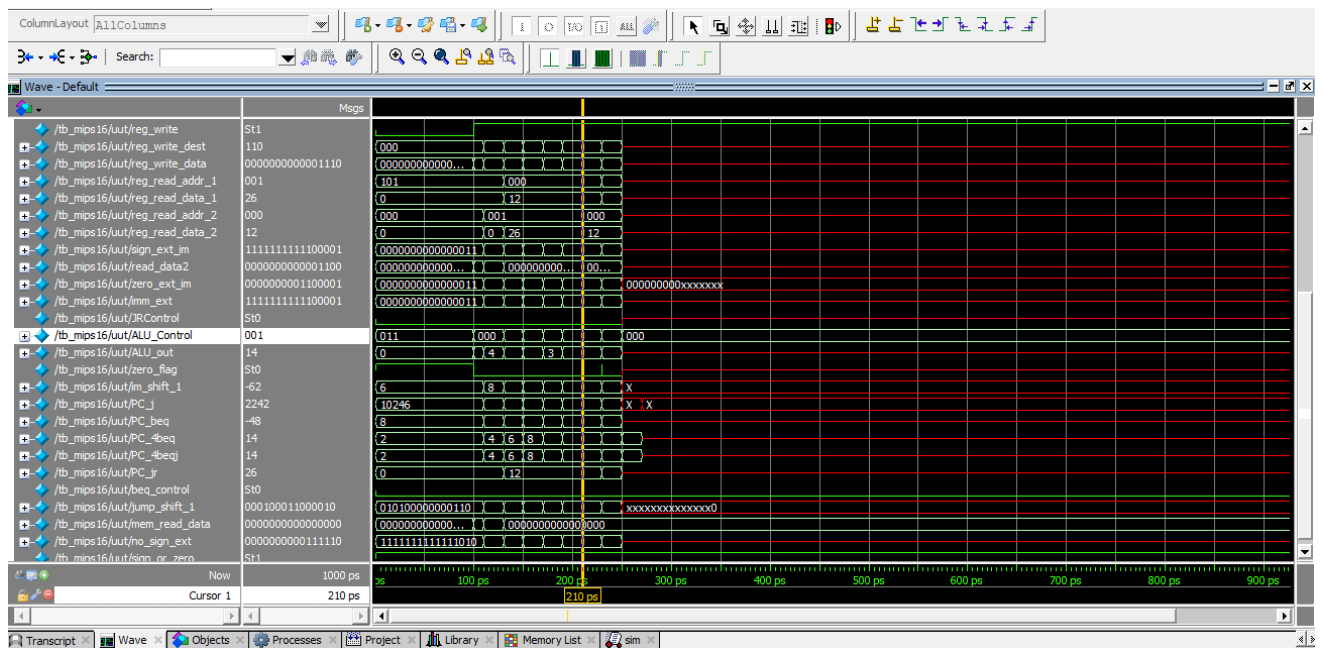 ColumnLayout AllColumns
Search:
Wave - Default
Msgs
/tb_mips16/uut/reg_write St1
/tb_mips16/uut/reg_write_dest 110 000
/tb_mips16/uut/reg_write_data 0000000000001110 000000000000...
/tb_mips16/uut/reg_read_addr_1 001 101 000
/tb_mips16/uut/reg_read_data_1 26 0 12
/tb_mips16/uut/reg_read_addr_2 000 000 001 000
/tb_mips16/uut/reg_read_data_2 12 0 0 26 12
/tb_mips16/uut/sign_ext_im 1111111111100001 0000000000000011
/tb_mips16/uut/read_data2 0000000000001100 000000000000... 000000000... 00...
/tb_mips16/uut/zero_ext_im 0000000001100001 0000000000000011 000000000xxxxxxx
/tb_mips16/uut/imm_ext 1111111111100001 0000000000000011
/tb_mips16/uut/JRControl St0
/tb_mips16/uut/ALU_Control 001 011 000 000
/tb_mips16/uut/ALU_out 14 0 4 3
/tb_mips16/uut/zero_flag St0
/tb_mips16/uut/im_shift_1 -62 6 8 X
/tb_mips16/uut/PC_j 2242 10246 X X
/tb_mips16/uut/PC_beq -48 8
/tb_mips16/uut/PC_4beq 14 2 4 6 8
/tb_mips16/uut/PC_4beqj 14 2 4 6 8
/tb_mips16/uut/PC_jr 26 0 12
/tb_mips16/uut/beq_control St0
/tb_mips16/uut/jump_shift_1 000100011000010 010100000000110 xxxxxxxxxxxxxx0
/tb_mips16/uut/mem_read_data 0000000000000000 000000000000... 0000000000000000
/tb_mips16/uut/no_sign_ext 0000000000111110 1111111111111010
/tb_mips16/uut/sign_or_zero St1
Now 1000 ps ps 100 ps 200 ps 300 ps 400 ps 500 ps 600 ps 700 ps 800 ps 900 ps
Cursor 1 210 ps 210 ps
Transcript Wave Objects Processes Project Library Memory List sim